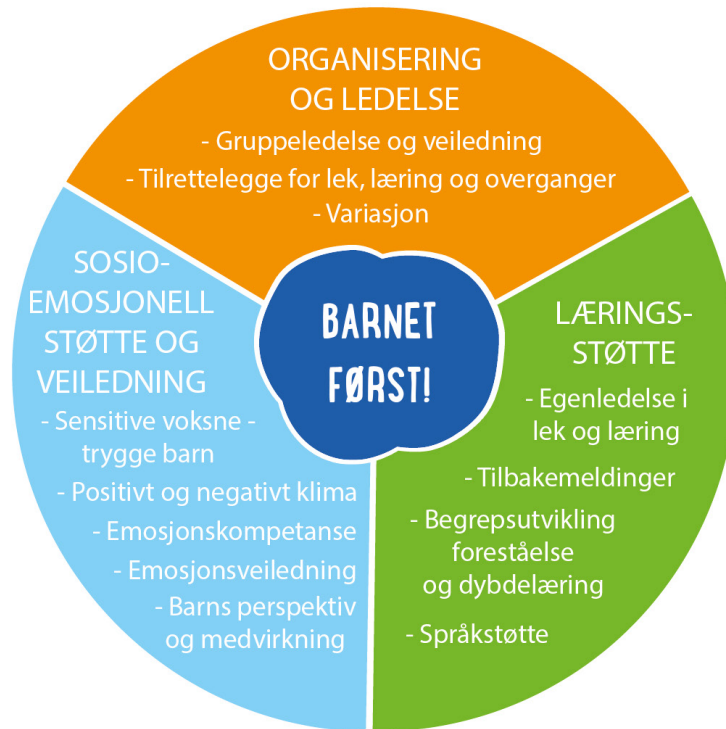 ORGANISERING
OG LEDELSE
- Gruppeledelse og veiledning
- Tilrettelegge for lek, læring og overganger
- Variasjon
SOSIO-
EMOSJONELL
STØTTE OG
VEILEDNING
- Sensitive voksne -
trygge barn
- Positivt og negativt klima
- Emosjonskompetanse
- Emosjonsveiledning
- Barns perspektiv
og medvirkning
BARNET
FØRST!
LÆRINGS-
STØTTE
- Egenledelse i
lek og læring
- Tilbakemeldinger
- Begrepsutvikling
foreståelse
og dybdelæring
- Språkstøtte